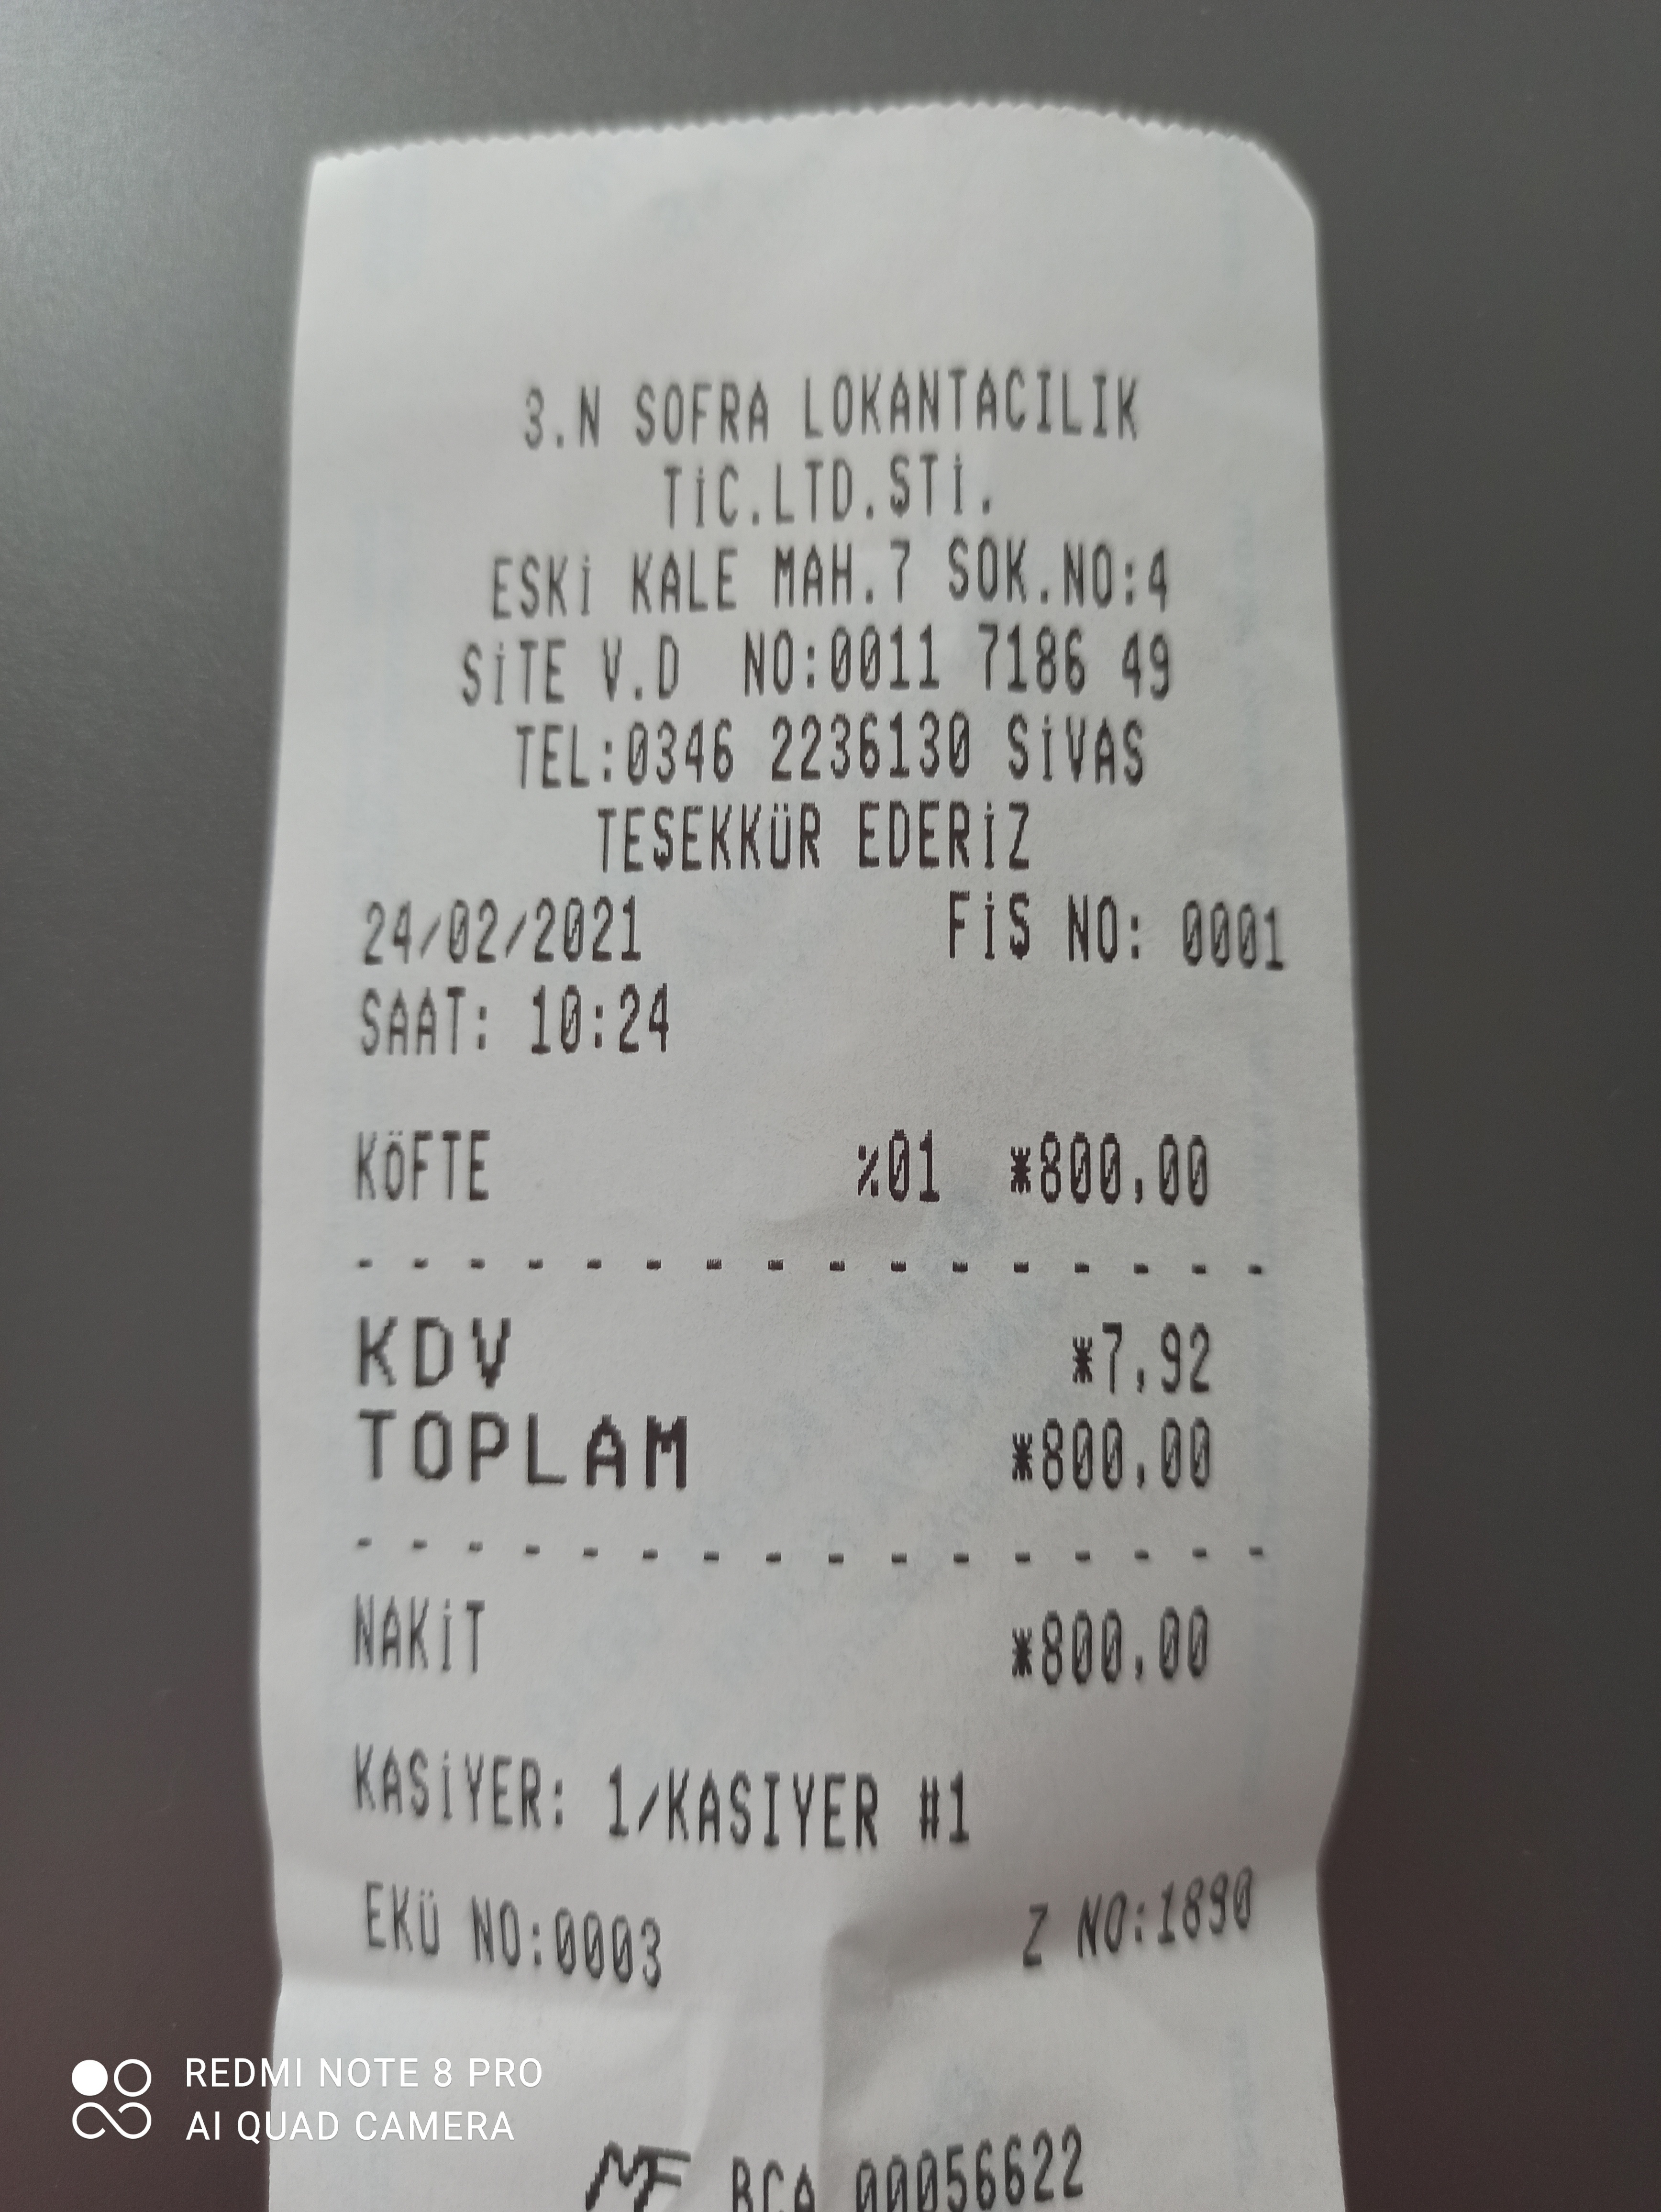 3.N SOFRA LOKANTACILIK
TİC.LTD.ŞTİ.
ESKİ KALE MAH.7 SOK.NO:4
SİTE V.D NO:0011 7186 49
TEL:0346 2236130 SİVAS
TEŞEKKÜR EDERİZ
24/02/2021 FİŞ NO: 0001
SAAT: 10:24
KÖFTE %01 *800,00
KDV *7,92
TOPLAM *800,00
NAKİT *800,00
KASİYER: 1/KASIYER #1
EKÜ NO:0003 Z NO:1890
MF BCA 00056622
REDMI NOTE 8 PRO
AI QUAD CAMERA